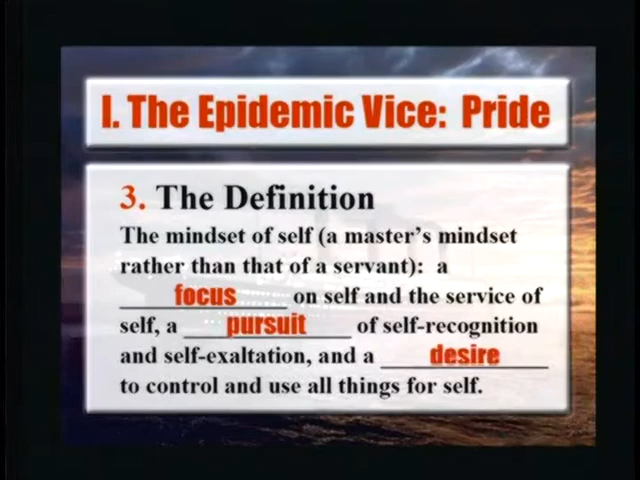 I. The Epidemic Vice: Pride
3. The Definition
The mindset of self (a master's mindset
rather than that of a servant): a
focus on self and the service of
self, a pursuit of self-recognition
and self-exaltation, and a desire
to control and use all things for self.